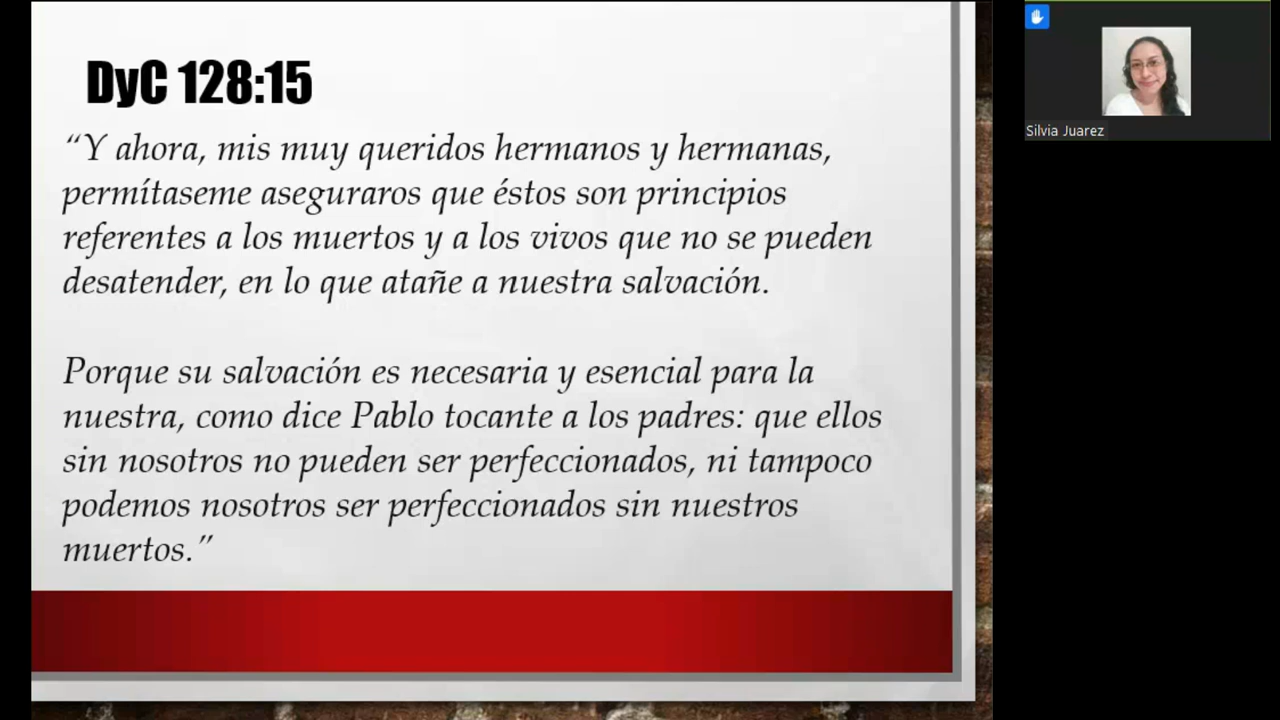 DyC 128:15
“Y ahora, mis muy queridos hermanos y hermanas,
permítaseme aseguraros que éstos son principios
referentes a los muertos y a los vivos que no se pueden
desatender, en lo que atañe a nuestra salvación.
Porque su salvación es necesaria y esencial para la
nuestra, como dice Pablo tocante a los padres: que ellos
sin nosotros no pueden ser perfeccionados, ni tampoco
podemos nosotros ser perfeccionados sin nuestros
muertos.”
Silvia Juarez